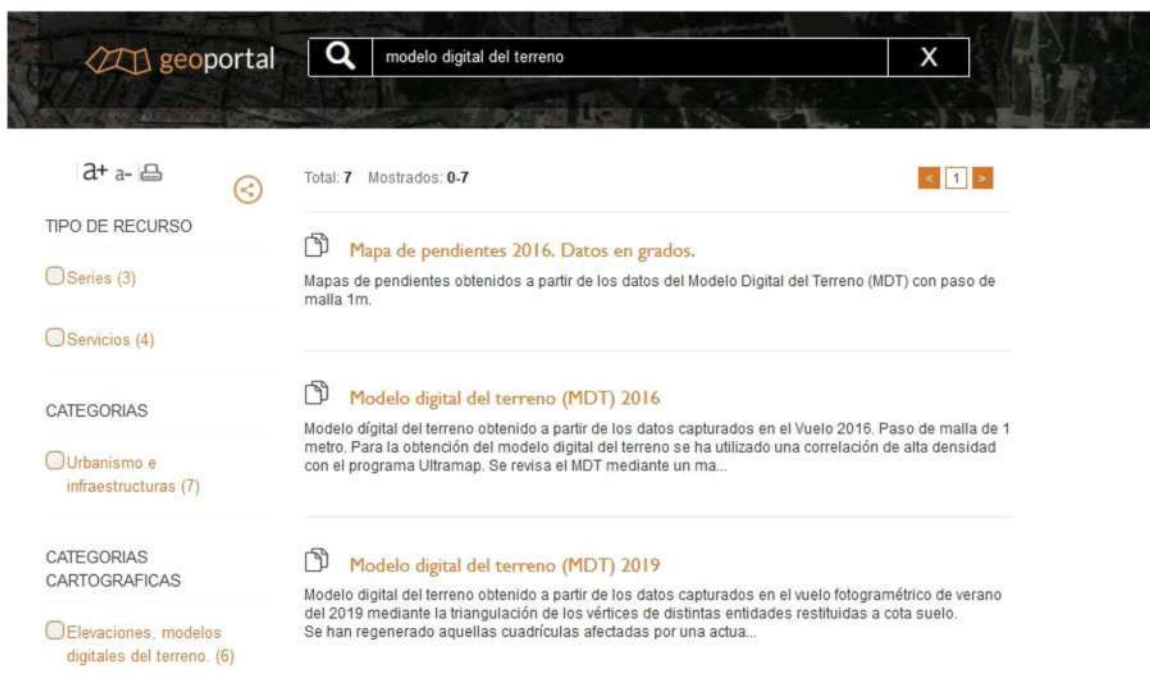 geoportal
modelo digital del terreno
X
a+ a-
TIPO DE RECURSO
Series (3)
Servicios (4)
CATEGORIAS
Urbanismo e
infraestructuras (7)
CATEGORIAS
CARTOGRAFICAS
Elevaciones, modelos
digitales del terreno. (6)
Total: 7 Mostrados: 0-7
< 1 >
Mapa de pendientes 2016. Datos en grados.
Mapas de pendientes obtenidos a partir de los datos del Modelo Digital del Terreno (MDT) con paso de
malla 1m.
Modelo digital del terreno (MDT) 2016
Modelo dígital del terreno obtenido a partir de los datos capturados en el Vuelo 2016. Paso de malla de 1
metro. Para la obtención del modelo digital del terreno se ha utilizado una correlación de alta densidad
con el programa Ultramap. Se revisa el MDT mediante un ma...
Modelo digital del terreno (MDT) 2019
Modelo digital del terreno obtenido a partir de los datos capturados en el vuelo fotogramétrico de verano
del 2019 mediante la triangulación de los vértices de distintas entidades restituidas a cota suelo.
Se han regenerado aquellas cuadrículas afectadas por una actua...